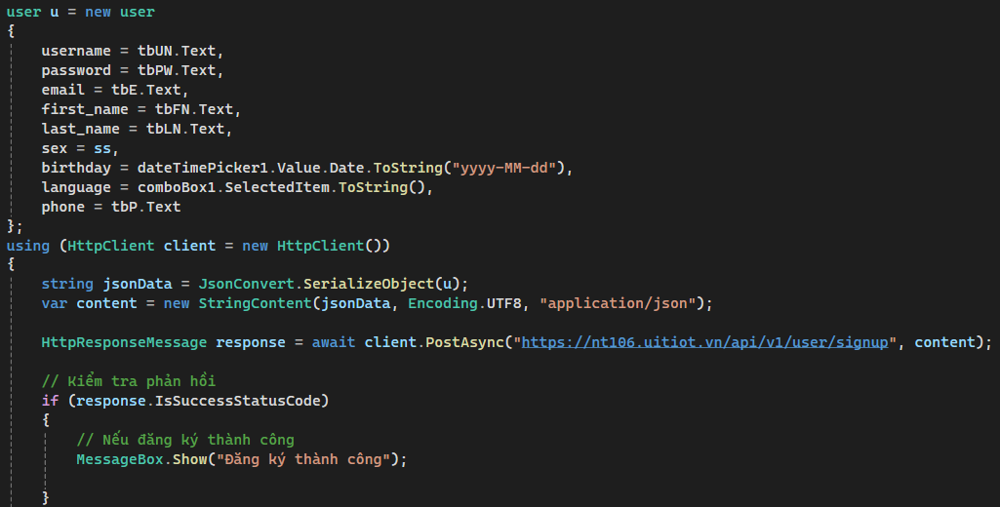 user u = new user
{
username = tbUN.Text,
password = tbPW.Text,
email = tbE.Text,
first_name = tbFN.Text,
last_name = tbLN.Text,
sex = ss,
birthday = dateTimePicker1.Value.Date.ToString("yyyy-MM-dd"),
language = comboBox1.SelectedItem.ToString(),
phone = tbP.Text
};
using (HttpClient client = new HttpClient())
{
string jsonData = JsonConvert.SerializeObject(u);
var content = new StringContent(jsonData, Encoding.UTF8, "application/json");
HttpResponseMessage response = await client.PostAsync("https://nt106.uitiot.vn/api/v1/user/signup", content);
// Kiểm tra phản hồi
if (response.IsSuccessStatusCode)
{
// Nếu đăng ký thành công
MessageBox.Show("Đăng ký thành công");
}